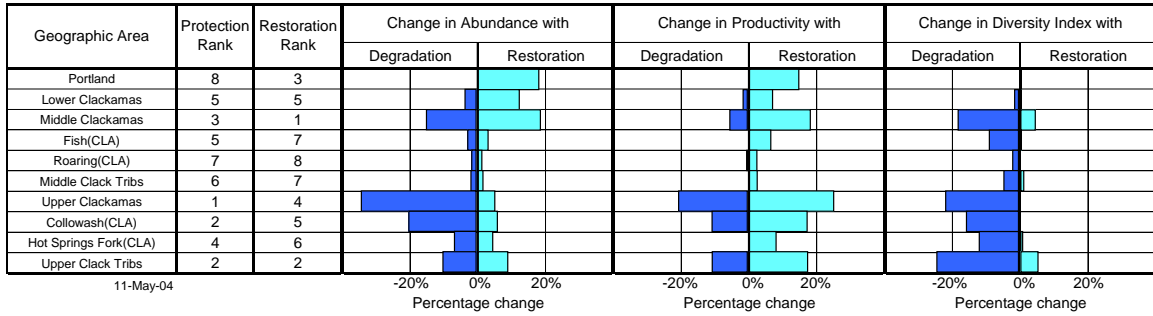 Geographic Area Protection Rank Restoration Rank Change in Abundance with Change in Productivity with Change in Diversity Index with
Degradation Restoration Degradation Restoration Degradation Restoration
Portland 8 3
Lower Clackamas 5 5
Middle Clackamas 3 1
Fish(CLA) 5 7
Roaring(CLA) 7 8
Middle Clack Tribs 6 7
Upper Clackamas 1 4
Collowash(CLA) 2 5
Hot Springs Fork(CLA) 4 6
Upper Clack Tribs 2 2
11-May-04 -20% 0% 20% -20% 0% 20% -20% 0% 20%
Percentage change Percentage change Percentage change